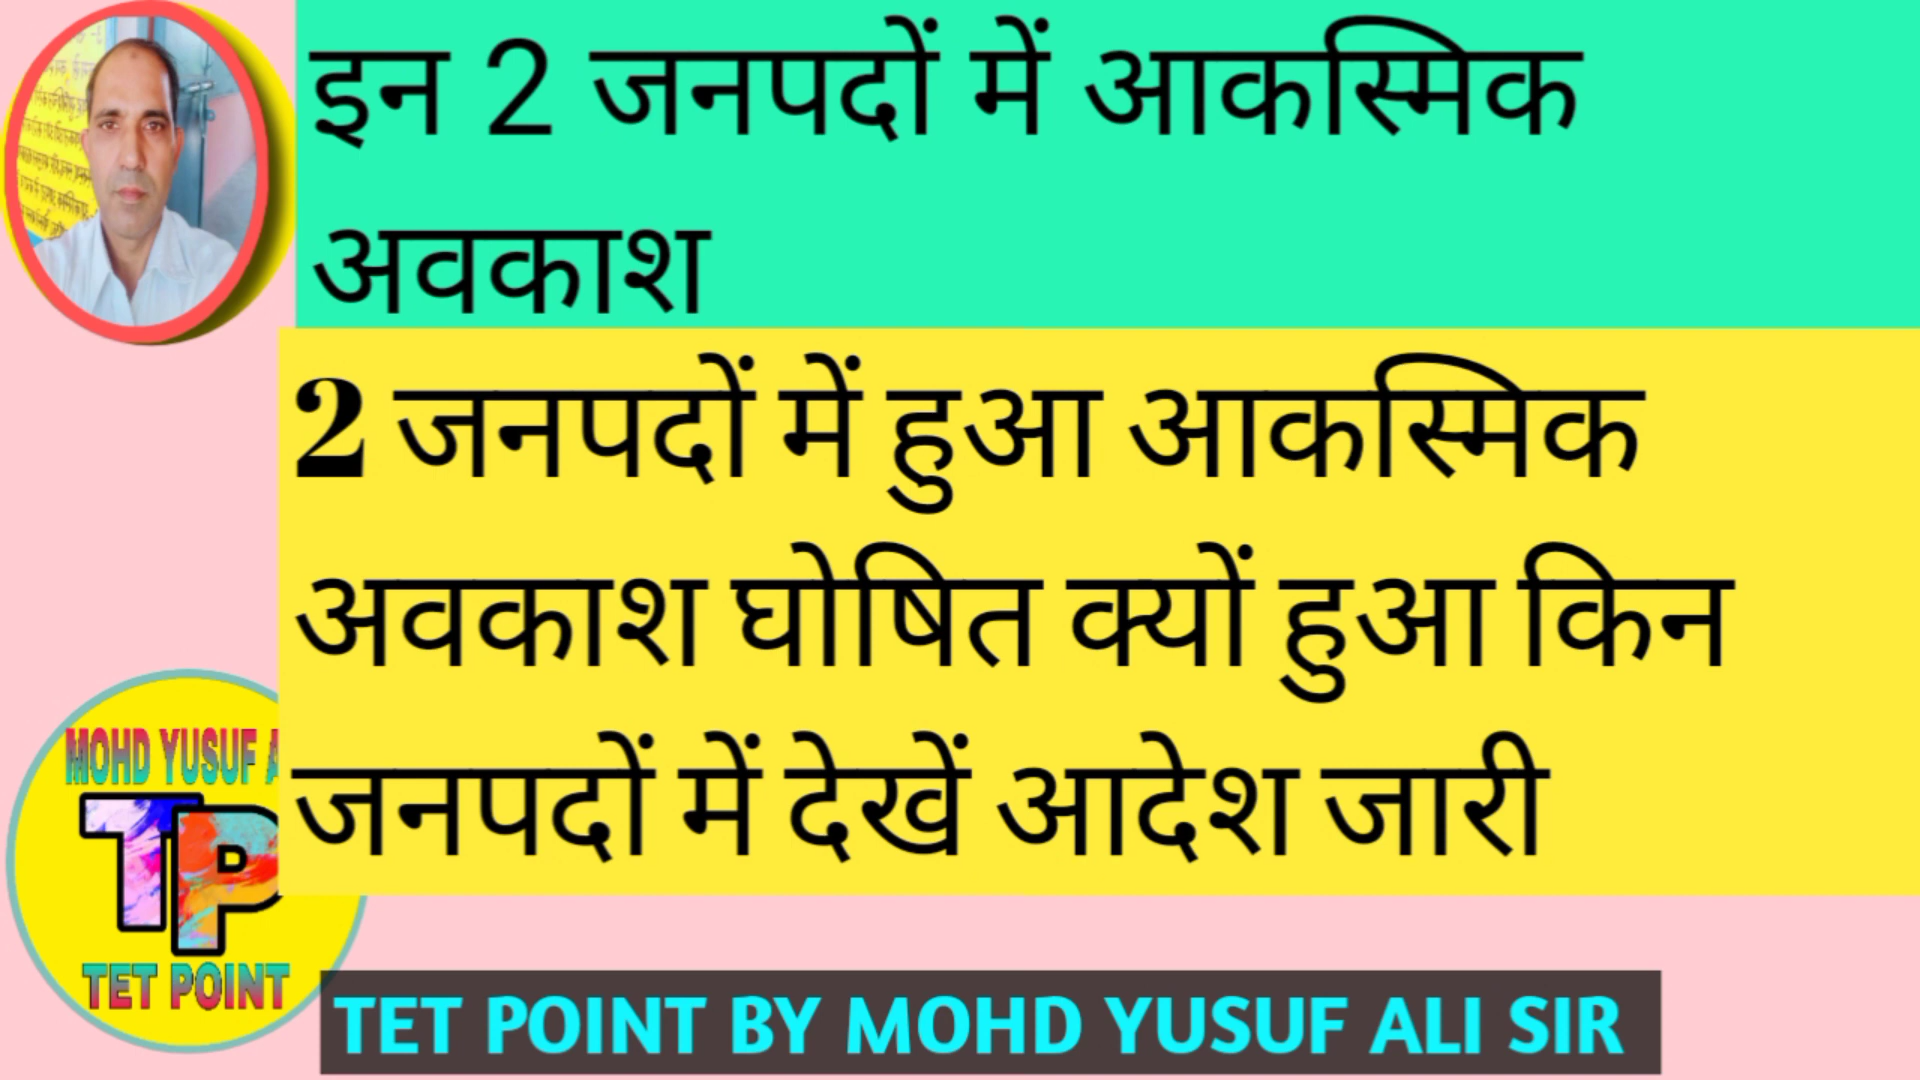 इन 2 जनपदों में आकस्मिक
अवकाश
2 जनपदों में हुआ आकस्मिक
अवकाश घोषित क्यों हुआ किन
जनपदों में देखें आदेश जारी
MOHD YUSUF A
TP
TET POINT
TET POINT BY MOHD YUSUF ALI SIR